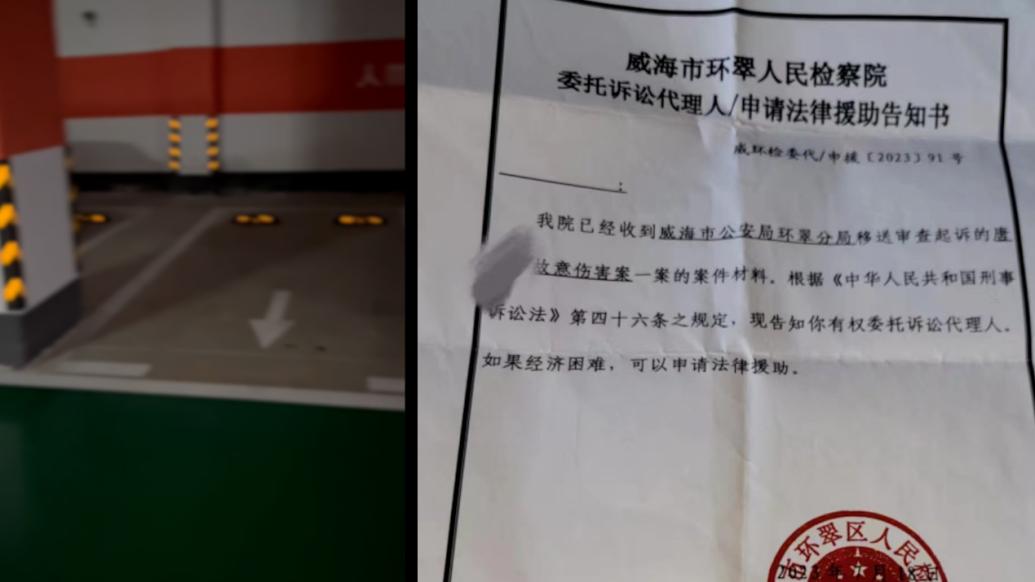 威海市环翠人民检察院
委托诉讼代理人/申请法律援助告知书
威环检委代/申援〔2023〕91号
:
我院已经收到威海市公安局环翠分局移送审查起诉的唐
故意伤害案一案的案件材料。根据《中华人民共和国刑事
诉讼法》第四十六条之规定，现告知你有权委托诉讼代理人。
如果经济困难，可以申请法律援助。
市环翠区人民